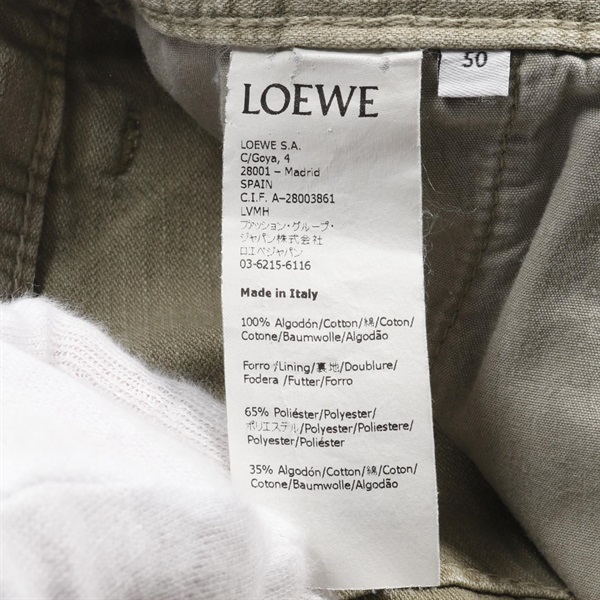 LOEWE
50
LOEWE S.A.
C/Goya, 4
28001 – Madrid
SPAIN
C.I.F. A–28003861
LVMH
ファッション・グループ・
ジャパン株式会社
ロエベジャパン
03-6215-6116
Made in Italy
100% Algodón/Cotton/綿/Coton/
Cotone/Baumwolle/Algodão
Forro/Lining/裏地/Doublure/
Fodera /Futter/Forro
65% Poliéster/Polyester/
ポリエステル/Polyester/Poliestere/
Polyester/Poliéster
35% Algodón/Cotton/綿/Coton/
Cotone/Baumwolle/Algodão